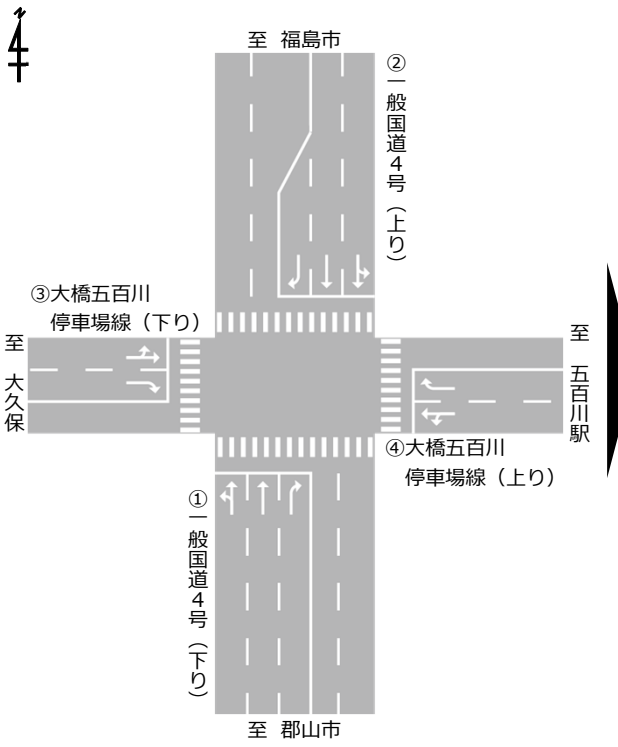 至 福島市
②一般国道４号（上り）
③大橋五百川
停車場線（下り）
至 大久保
至 五百川駅
④大橋五百川
停車場線（上り）
①一般国道４号（下り）
至 郡山市